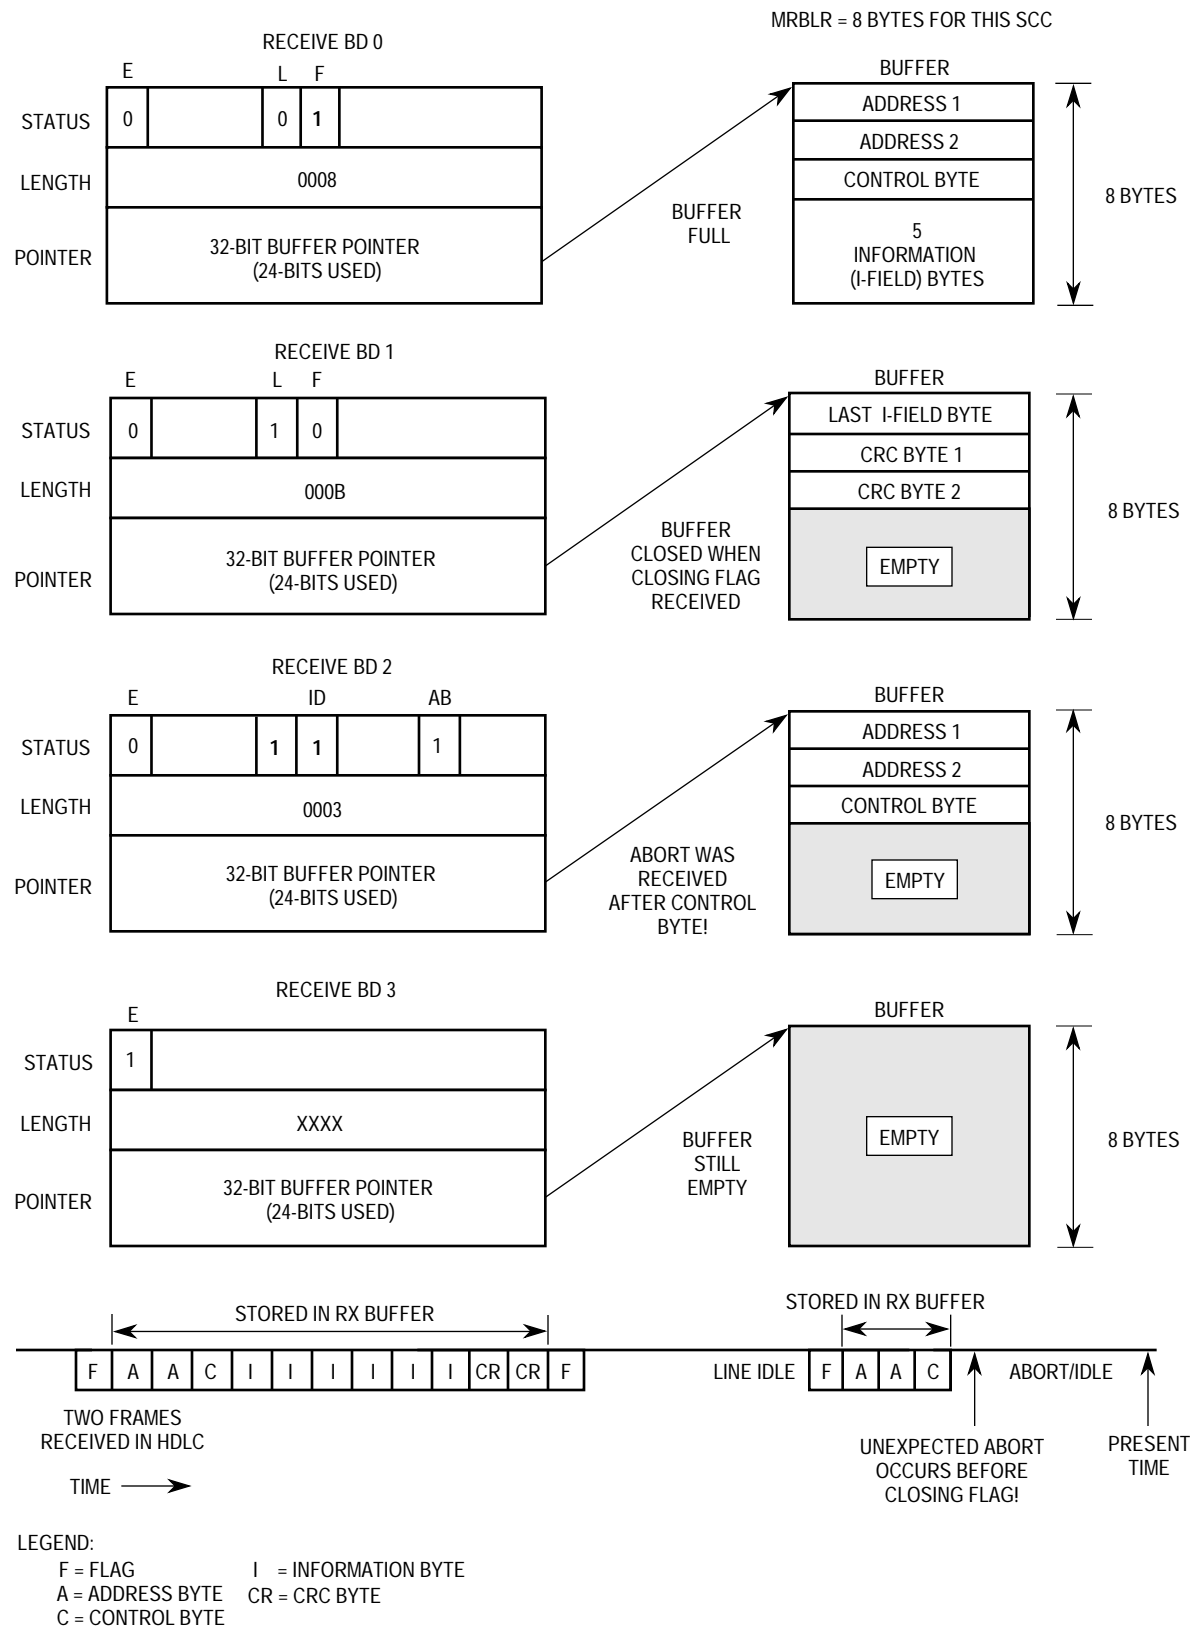 MRBLR = 8 BYTES FOR THIS SCC
RECEIVE BD 0
E L F
STATUS 0 0 1
LENGTH 0008
POINTER 32-BIT BUFFER POINTER
(24-BITS USED)
BUFFER
FULL
BUFFER
ADDRESS 1
ADDRESS 2
CONTROL BYTE
5
INFORMATION
(I-FIELD) BYTES
8 BYTES
RECEIVE BD 1
E L F
STATUS 0 1 0
LENGTH 000B
POINTER 32-BIT BUFFER POINTER
(24-BITS USED)
BUFFER
CLOSED WHEN
CLOSING FLAG
RECEIVED
BUFFER
LAST I-FIELD BYTE
CRC BYTE 1
CRC BYTE 2
EMPTY
8 BYTES
RECEIVE BD 2
E ID AB
STATUS 0 1 1 1
LENGTH 0003
POINTER 32-BIT BUFFER POINTER
(24-BITS USED)
ABORT WAS
RECEIVED
AFTER CONTROL
BYTE!
BUFFER
ADDRESS 1
ADDRESS 2
CONTROL BYTE
EMPTY
8 BYTES
RECEIVE BD 3
E
STATUS 1
LENGTH XXXX
POINTER 32-BIT BUFFER POINTER
(24-BITS USED)
BUFFER
STILL
EMPTY
BUFFER
EMPTY
8 BYTES
STORED IN RX BUFFER
STORED IN RX BUFFER
F A A C I I I I I I CR CR F LINE IDLE F A A C ABORT/IDLE
TWO FRAMES
RECEIVED IN HDLC
TIME
UNEXPECTED ABORT
OCCURS BEFORE
CLOSING FLAG!
PRESENT
TIME
LEGEND:
F = FLAG I = INFORMATION BYTE
A = ADDRESS BYTE CR = CRC BYTE
C = CONTROL BYTE